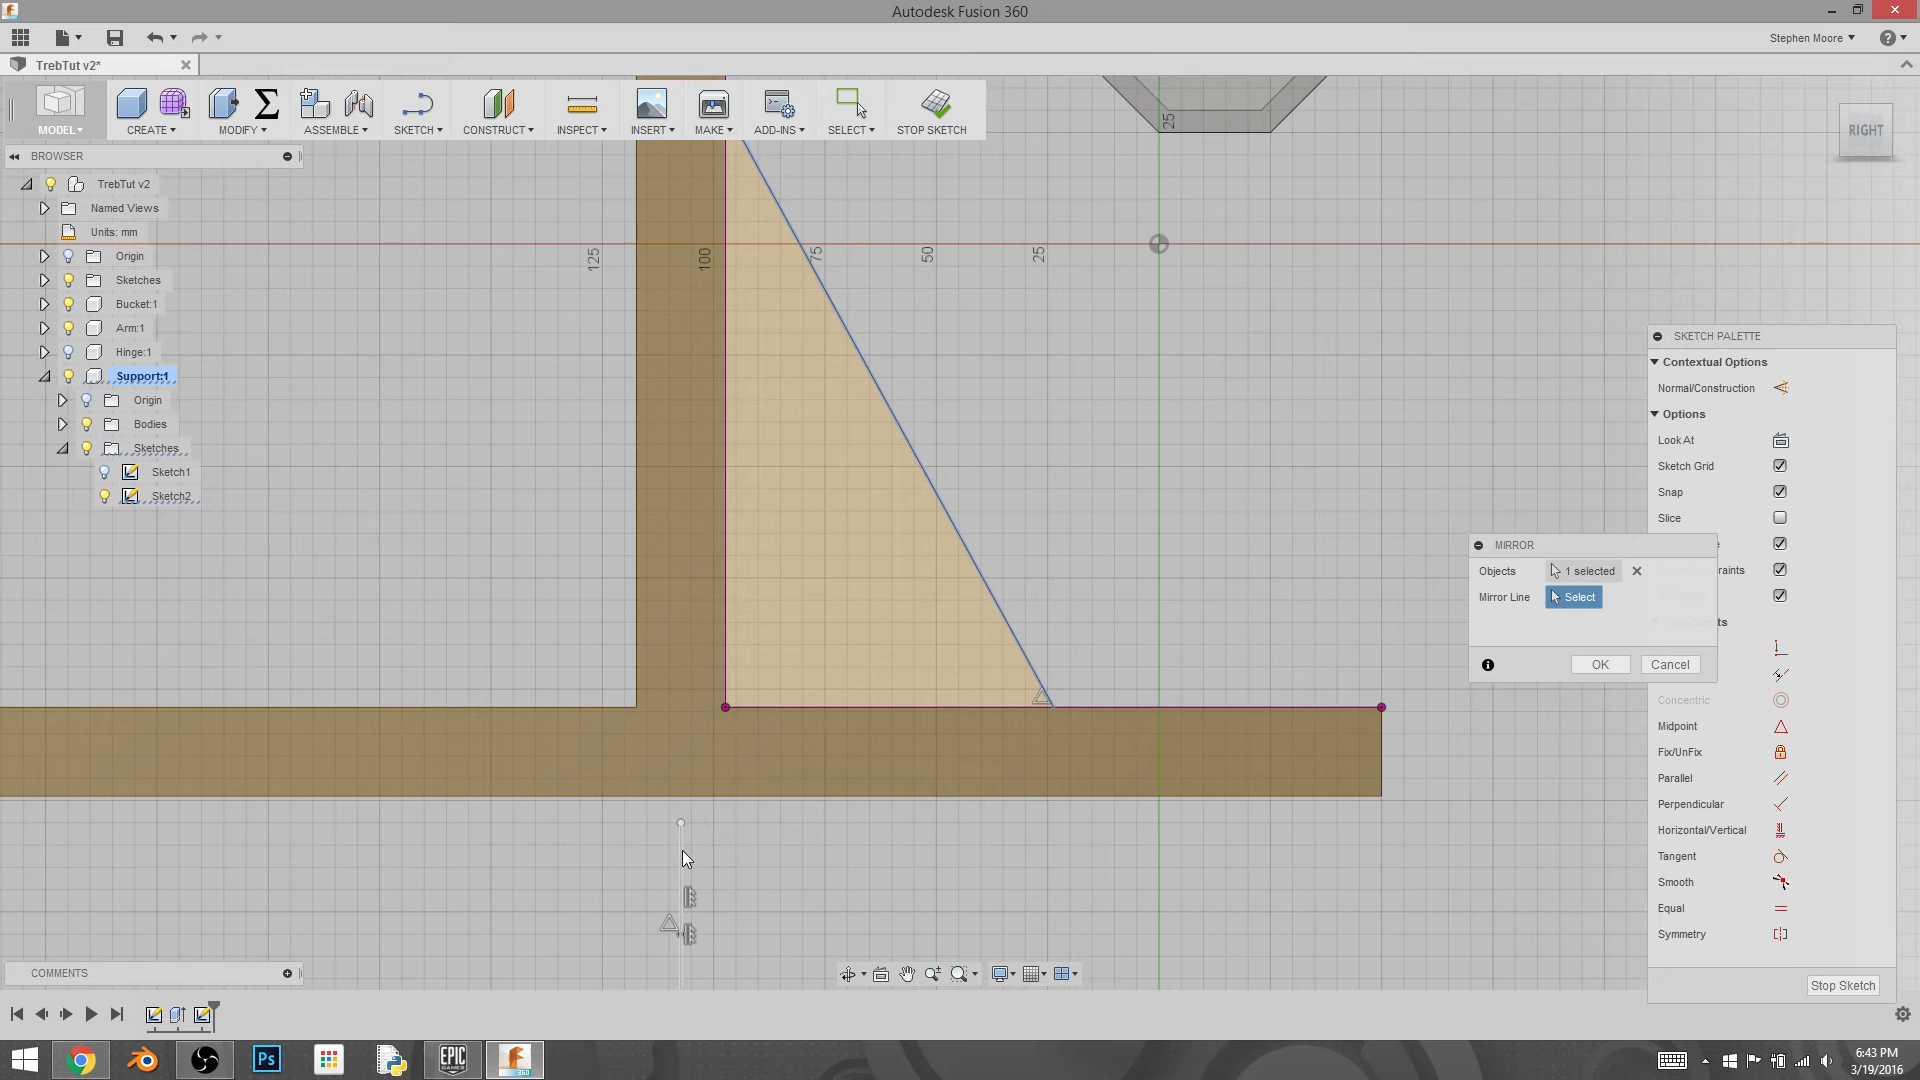 Autodesk Fusion 360
Stephen Moore
TrebTut v2*
MODEL
CREATE
MODIFY
ASSEMBLE
SKETCH
CONSTRUCT
INSPECT
INSERT
MAKE
ADD-INS
SELECT
STOP SKETCH
25
RIGHT
BROWSER
TrebTut v2
Named Views
Units: mm
Origin
Sketches
Bucket:1
Arm:1
Hinge:1
Support:1
Origin
Bodies
Sketches
Sketch1
Sketch2
125
100
75
50
25
SKETCH PALETTE
Contextual Options
Normal/Construction
Options
Look At
Sketch Grid
Snap
Slice
MIRROR
Objects
1 selected
Mirror Line
Select
OK
Cancel
Concentric
Midpoint
Fix/UnFix
Parallel
Perpendicular
Horizontal/Vertical
Tangent
Smooth
Equal
Symmetry
Stop Sketch
COMMENTS
Ps
EPIC
GAMES
360
6:43 PM
3/19/2016